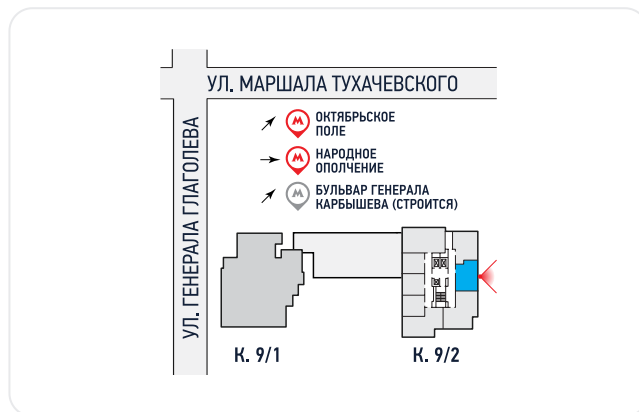 УЛ. МАРШАЛА ТУХАЧЕВСКОГО
УЛ. ГЕНЕРАЛА ГЛАГОЛЕВА
М
ОКТЯБРЬСКОЕ
ПОЛЕ
М
НАРОДНОЕ
ОПОЛЧЕНИЕ
М
БУЛЬВАР ГЕНЕРАЛА
КАРБЫШЕВА (СТРОИТСЯ)
К. 9/1
К. 9/2